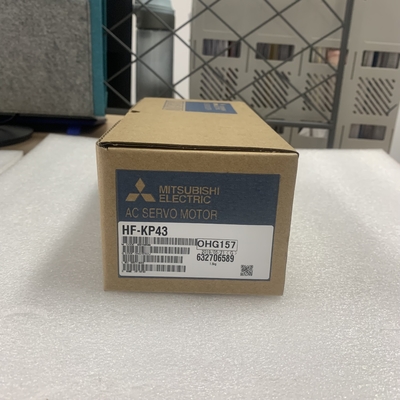 MITSUBISHI
ELECTRIC
AC SERVO MOTOR
HF-KP43
OHG157
632706589